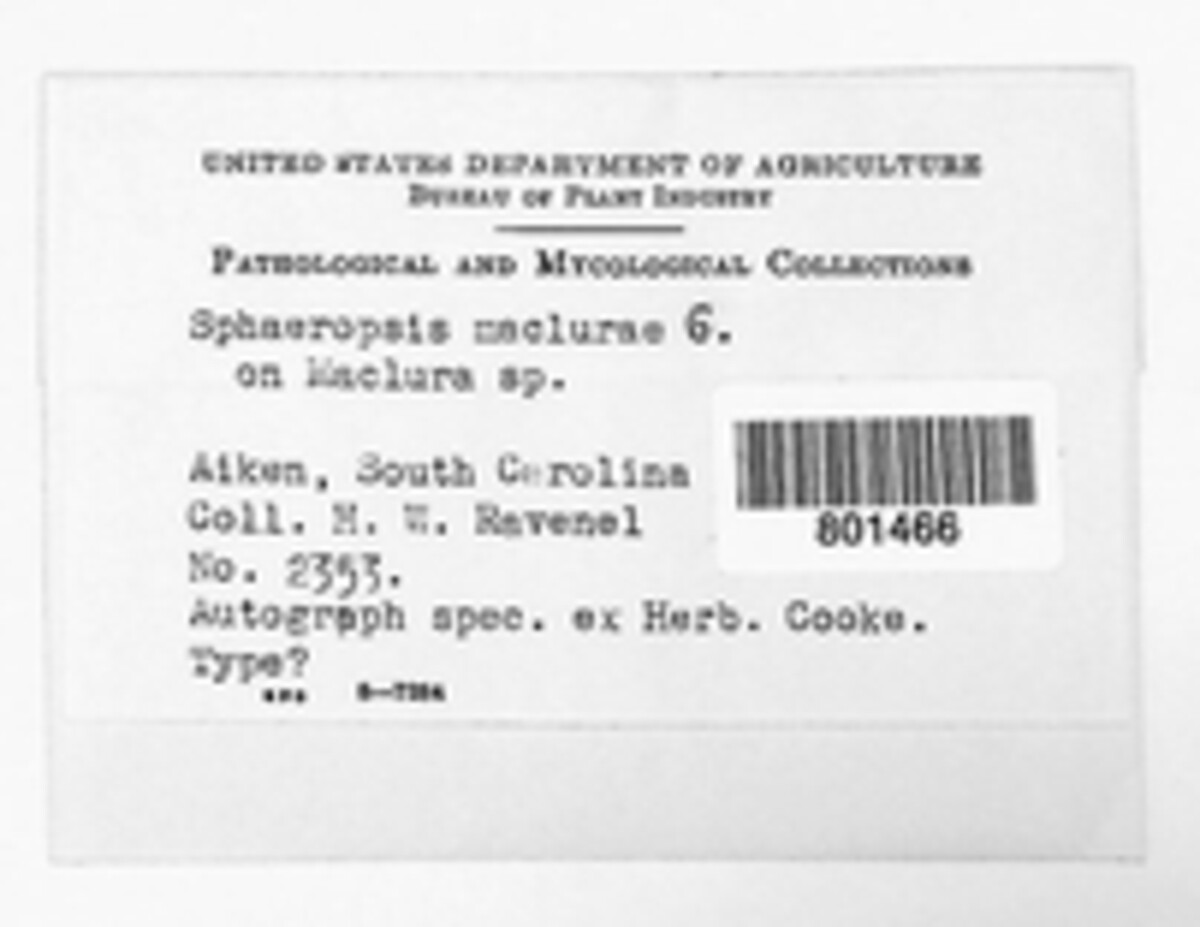 UNITED STATES DEPARTMENT OF AGRICULTURE
BUREAU OF PLANT INDUSTRY
PATHOLOGICAL AND MYCOLOGICAL COLLECTIONS
Sphaeropsis maclurae G.
on Maclura sp.
Aiken, South Carolina
Coll. H. W. Ravenel
No. 2353.
Autograph spec. ex Herb. Cooke.
Type?
801466